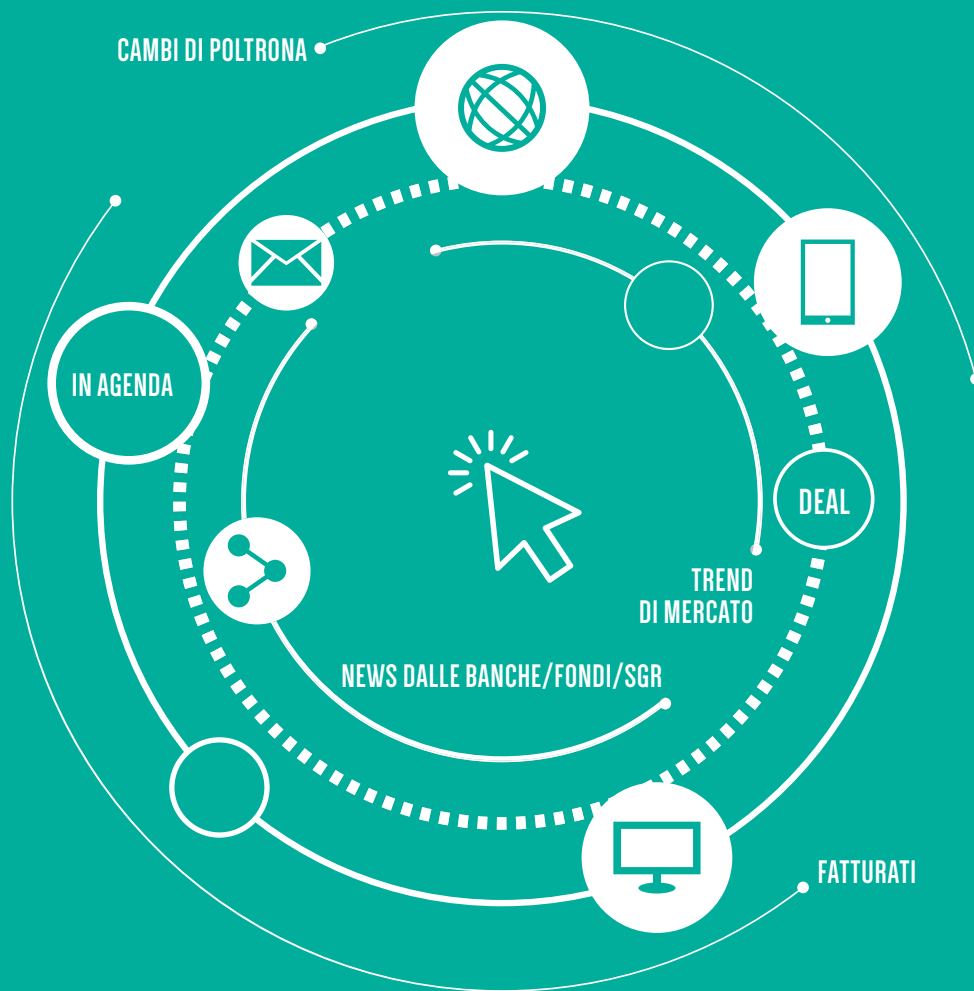 CAMBI DI POLTRONA
IN AGENDA
DEAL
TREND
DI MERCATO
NEWS DALLE BANCHE/FONDI/SGR
FATTURATI